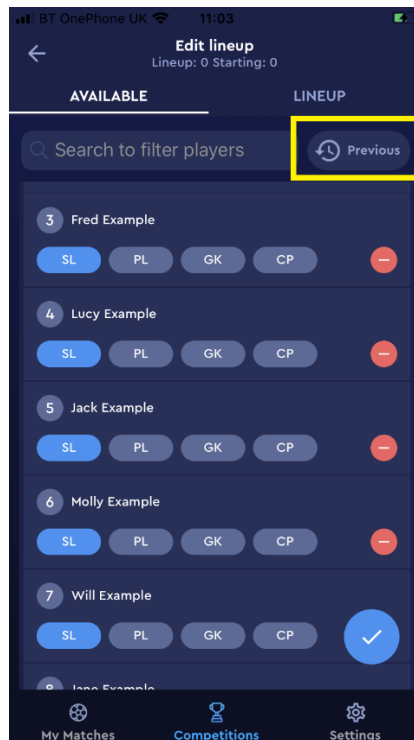 BT OnePhone UK 11:03
Edit lineup
Lineup: 0 Starting: 0
AVAILABLE LINEUP
Search to filter players Previous
3 Fred Example
SL PL GK CP
4 Lucy Example
SL PL GK CP
5 Jack Example
SL PL GK CP
6 Molly Example
SL PL GK CP
7 Will Example
SL PL GK CP
8 Jane Example
My Matches Competitions Settings